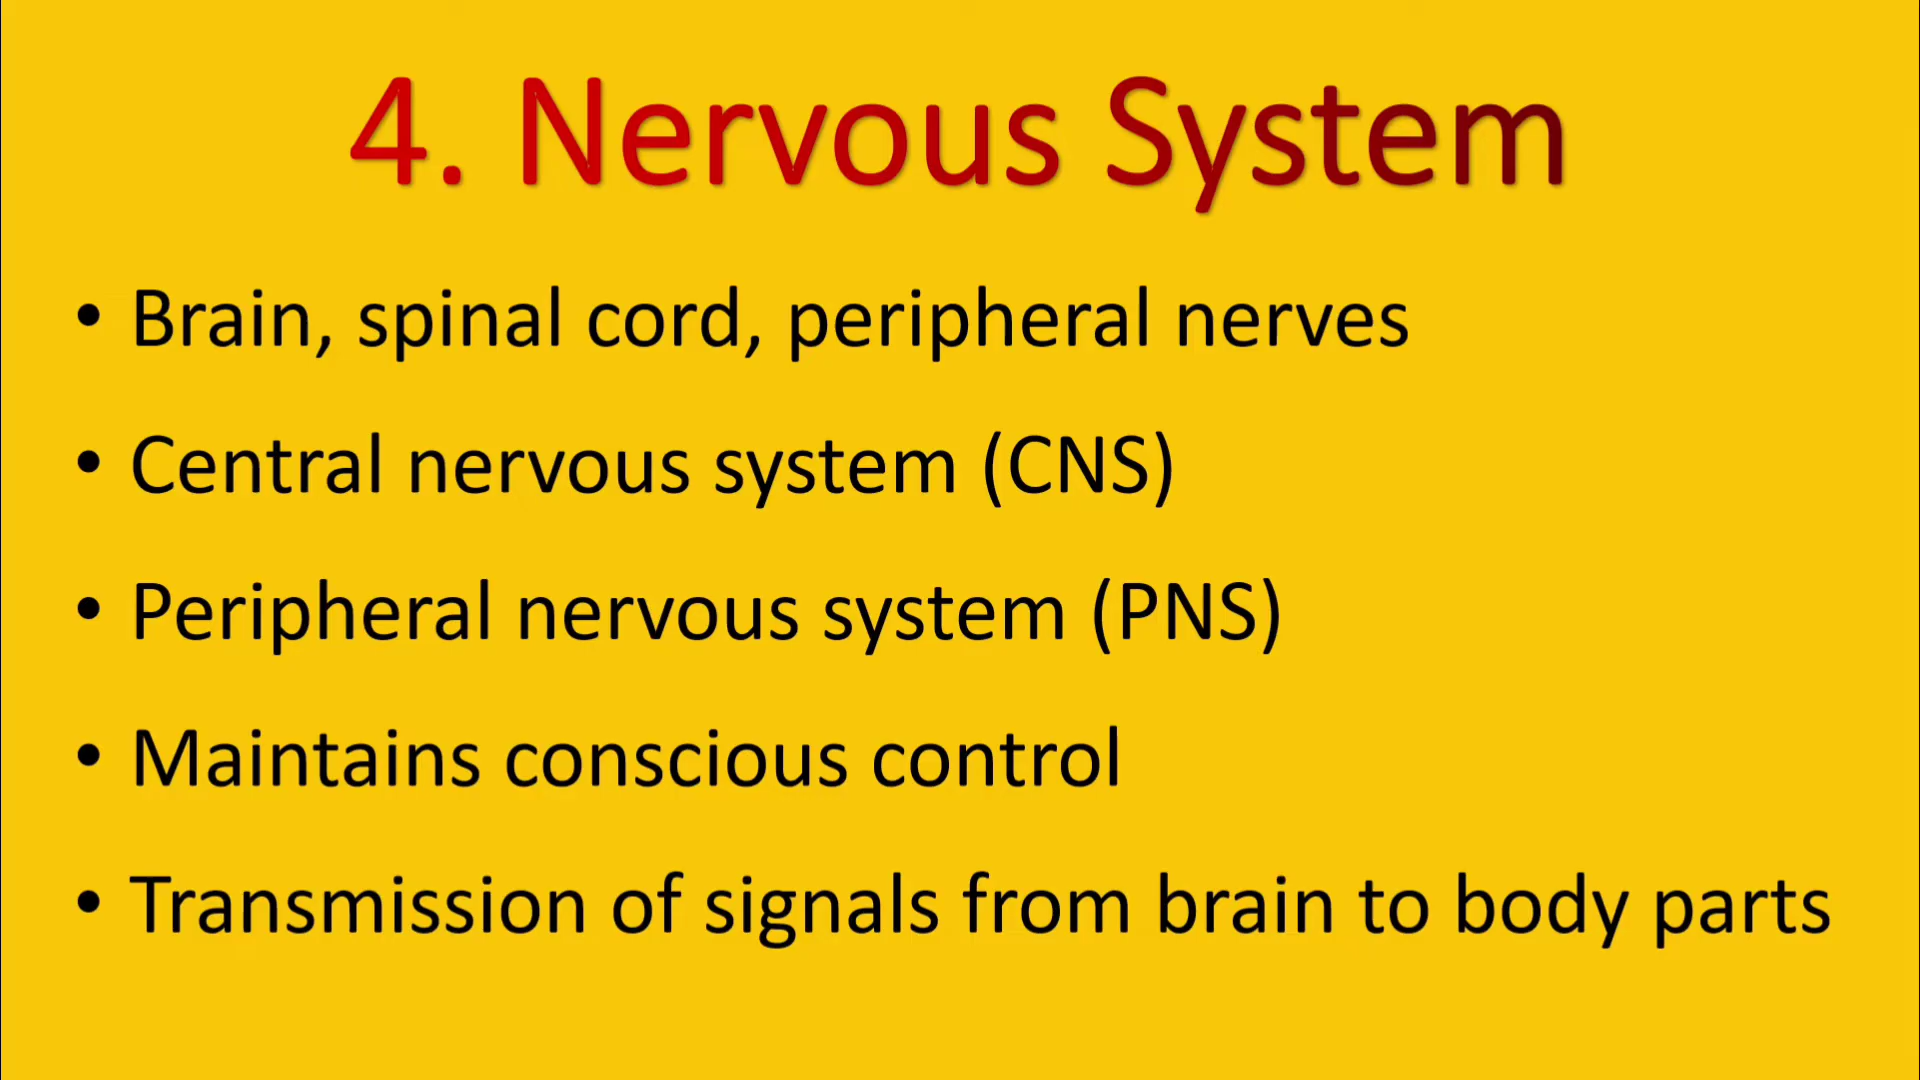 4. Nervous System
• Brain, spinal cord, peripheral nerves
• Central nervous system (CNS)
• Peripheral nervous system (PNS)
• Maintains conscious control
• Transmission of signals from brain to body parts